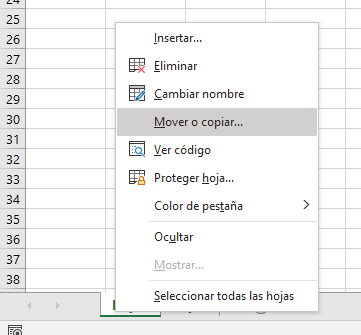 24
25
26
27
28
29
30
31
32
33
34
35
36
37
38
Insertar...
Eliminar
Cambiar nombre
Mover o copiar...
Ver código
Proteger hoja...
Color de pestaña
Ocultar
Mostrar...
Seleccionar todas las hojas